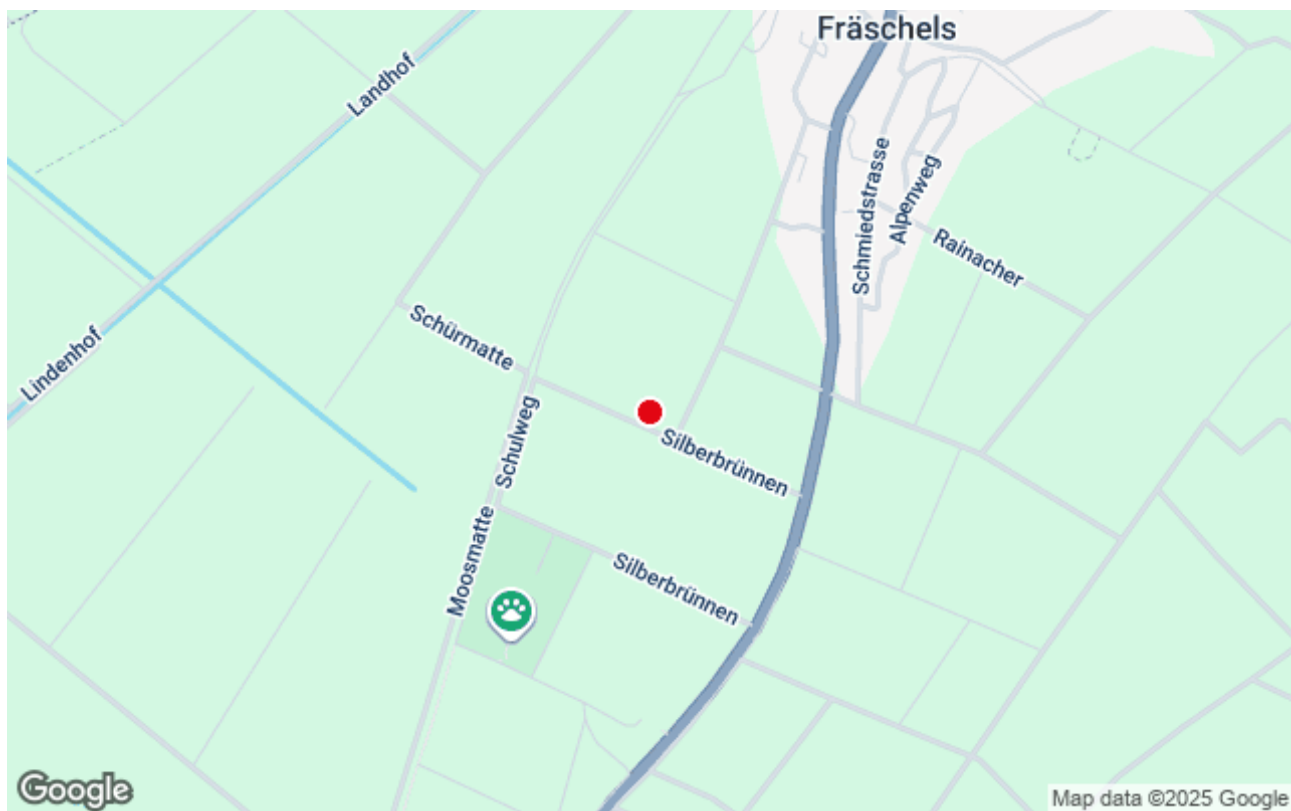 Fräschels
Landhof
Schmiedstrasse
Alpenweg
Rainacher
Lindenhof
Schürmatte
Schulweg
Silberbrünnen
Moosmatte
Silberbrünnen
Google
Map data ©2025 Google